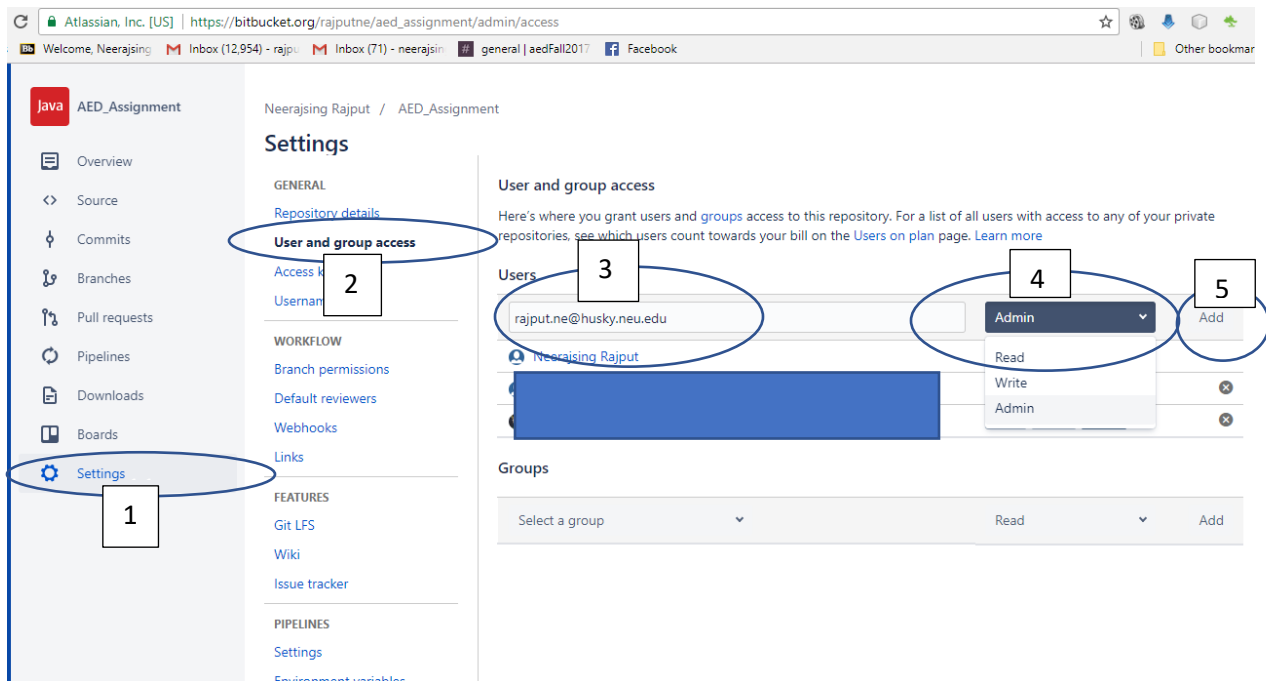 Atlassian, Inc. [US] | https://bitbucket.org/rajputne/aed_assignment/admin/access
Bb Welcome, Neerajsing M Inbox (12,954) - rajpu M Inbox (71) - neerajsin # general | aedFall2017 f Facebook Other bookmar
Java AED_Assignment
Overview
Source
Commits
Branches
Pull requests
Pipelines
Downloads
Boards
Settings
1
Neerajsing Rajput / AED_Assignment
Settings
GENERAL
Repository details
User and group access
Access k
Usernam
2
WORKFLOW
Branch permissions
Default reviewers
Webhooks
Links
FEATURES
Git LFS
Wiki
Issue tracker
PIPELINES
Settings
Environment variables
User and group access
Here's where you grant users and groups access to this repository. For a list of all users with access to any of your private
repositories, see which users count towards your bill on the Users on plan page. Learn more
Users
3
4
5
rajput.ne@husky.neu.edu Admin Add
Neerajsing Rajput
Read
Write
Admin
Groups
Select a group Read Add